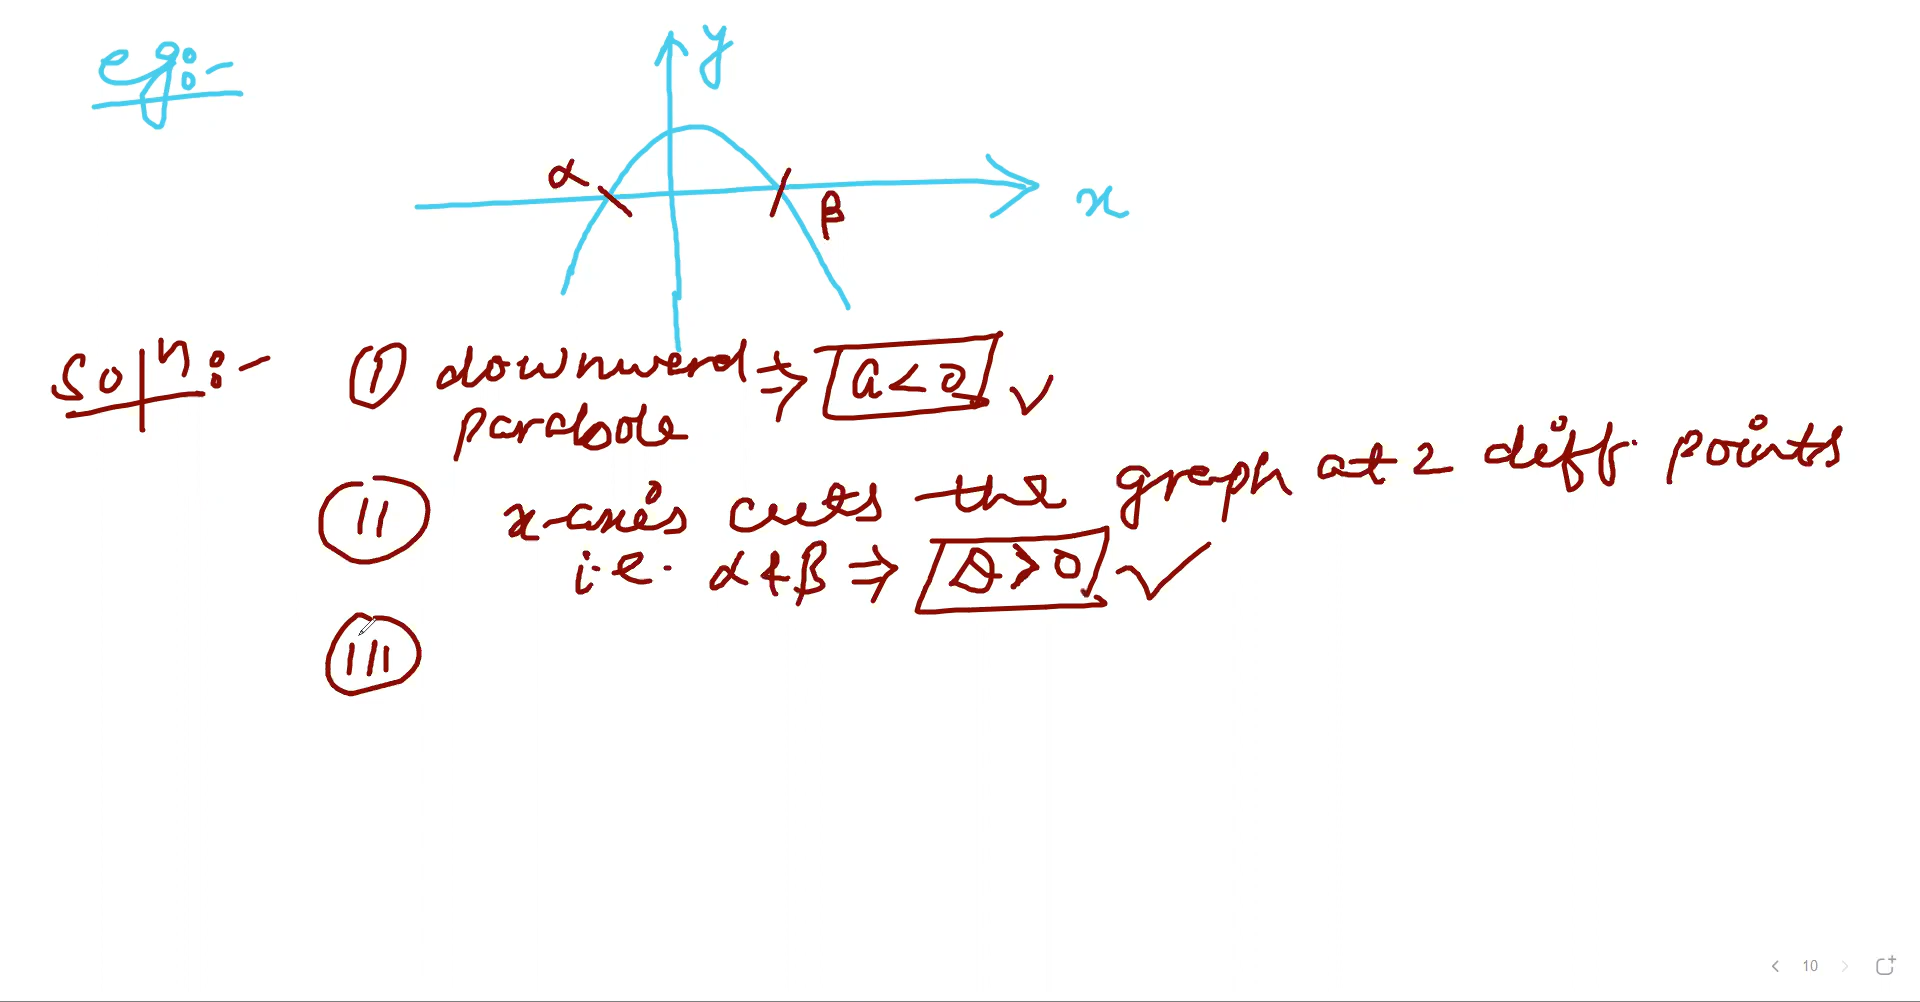 eg:-
y
α
β
x
Solⁿ:-
(I) downward ⇒ a<0 ✓
parabola
(II) x-axis cuts the graph at 2 diff. points
i.e. α & β ⇒ D>0 ✓
(III)
10